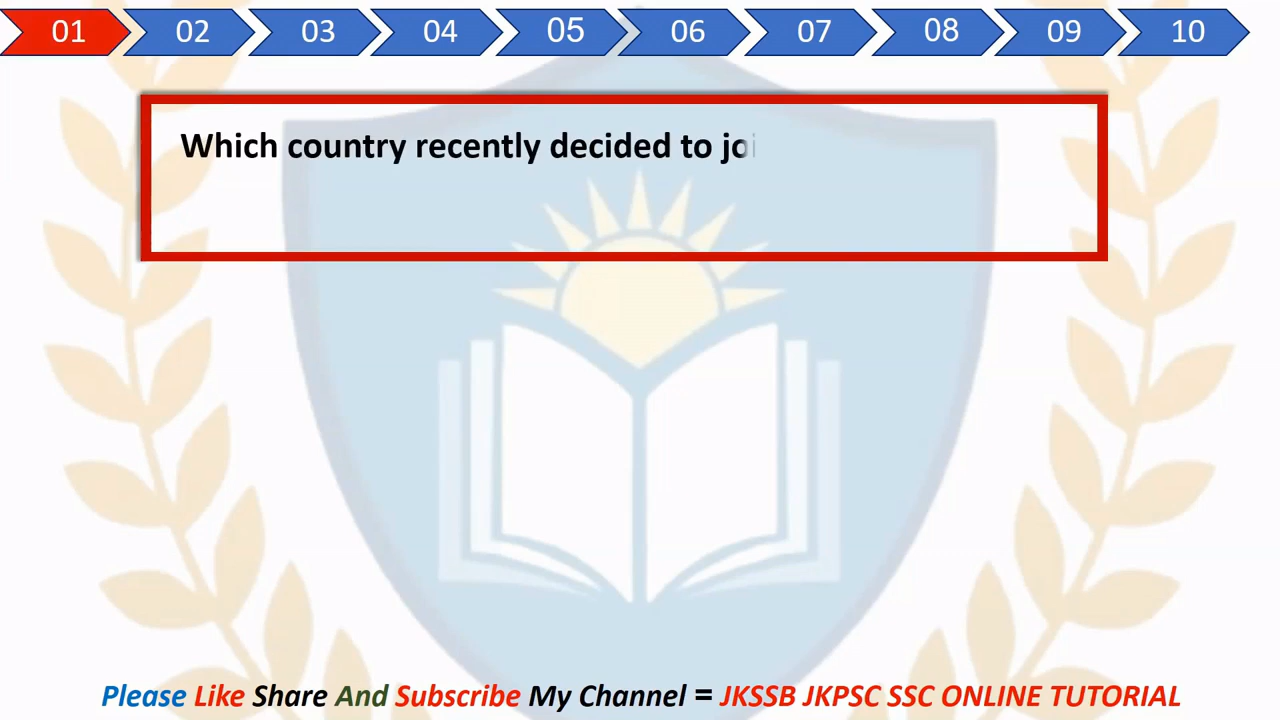 01 02 03 04 05 06 07 08 09 10
Which country recently decided to
Please Like Share And Subscribe My Channel = JKSSB JKPSC SSC ONLINE TUTORIAL